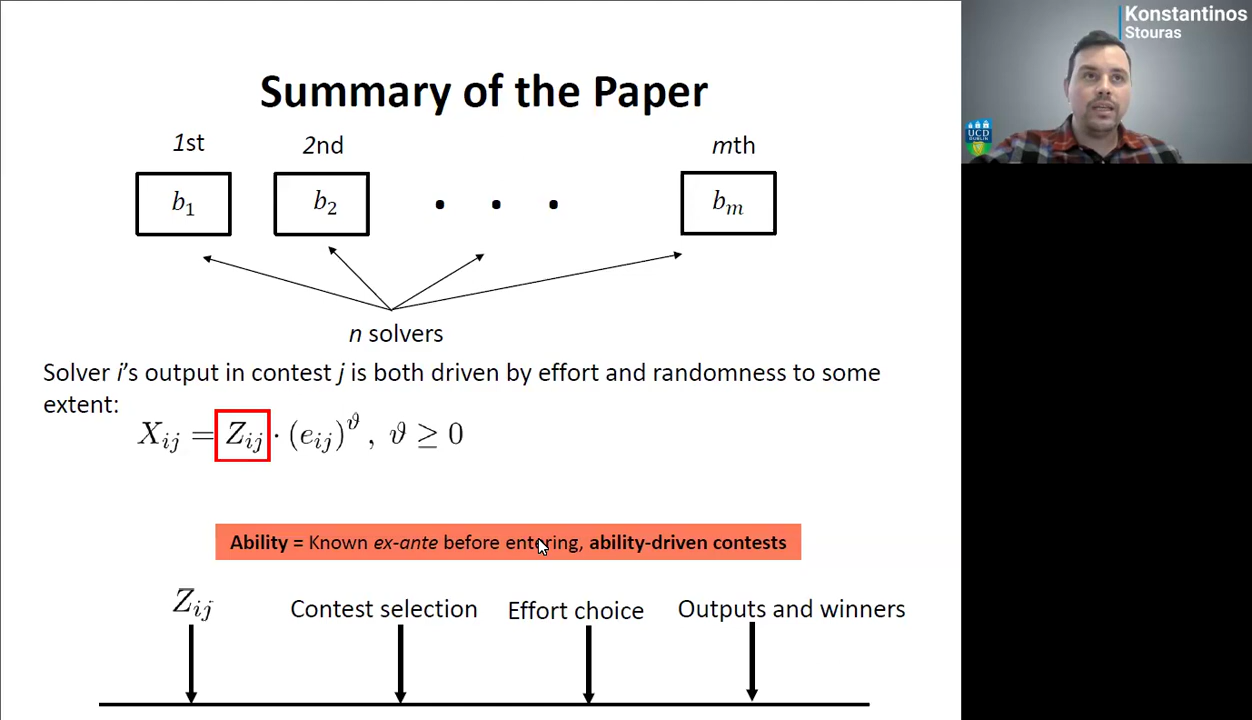 Konstantinos
Stouras
UCD
DUBLIN
Summary of the Paper
1st 2nd mth
b₁ b₂ . . . bₘ
n solvers
Solver i's output in contest j is both driven by effort and randomness to some
extent:
Xᵢⱼ = Zᵢⱼ · (eᵢⱼ)^ϑ , ϑ ≥ 0
Ability = Known ex-ante before entering, ability-driven contests
Zᵢⱼ Contest selection Effort choice Outputs and winners